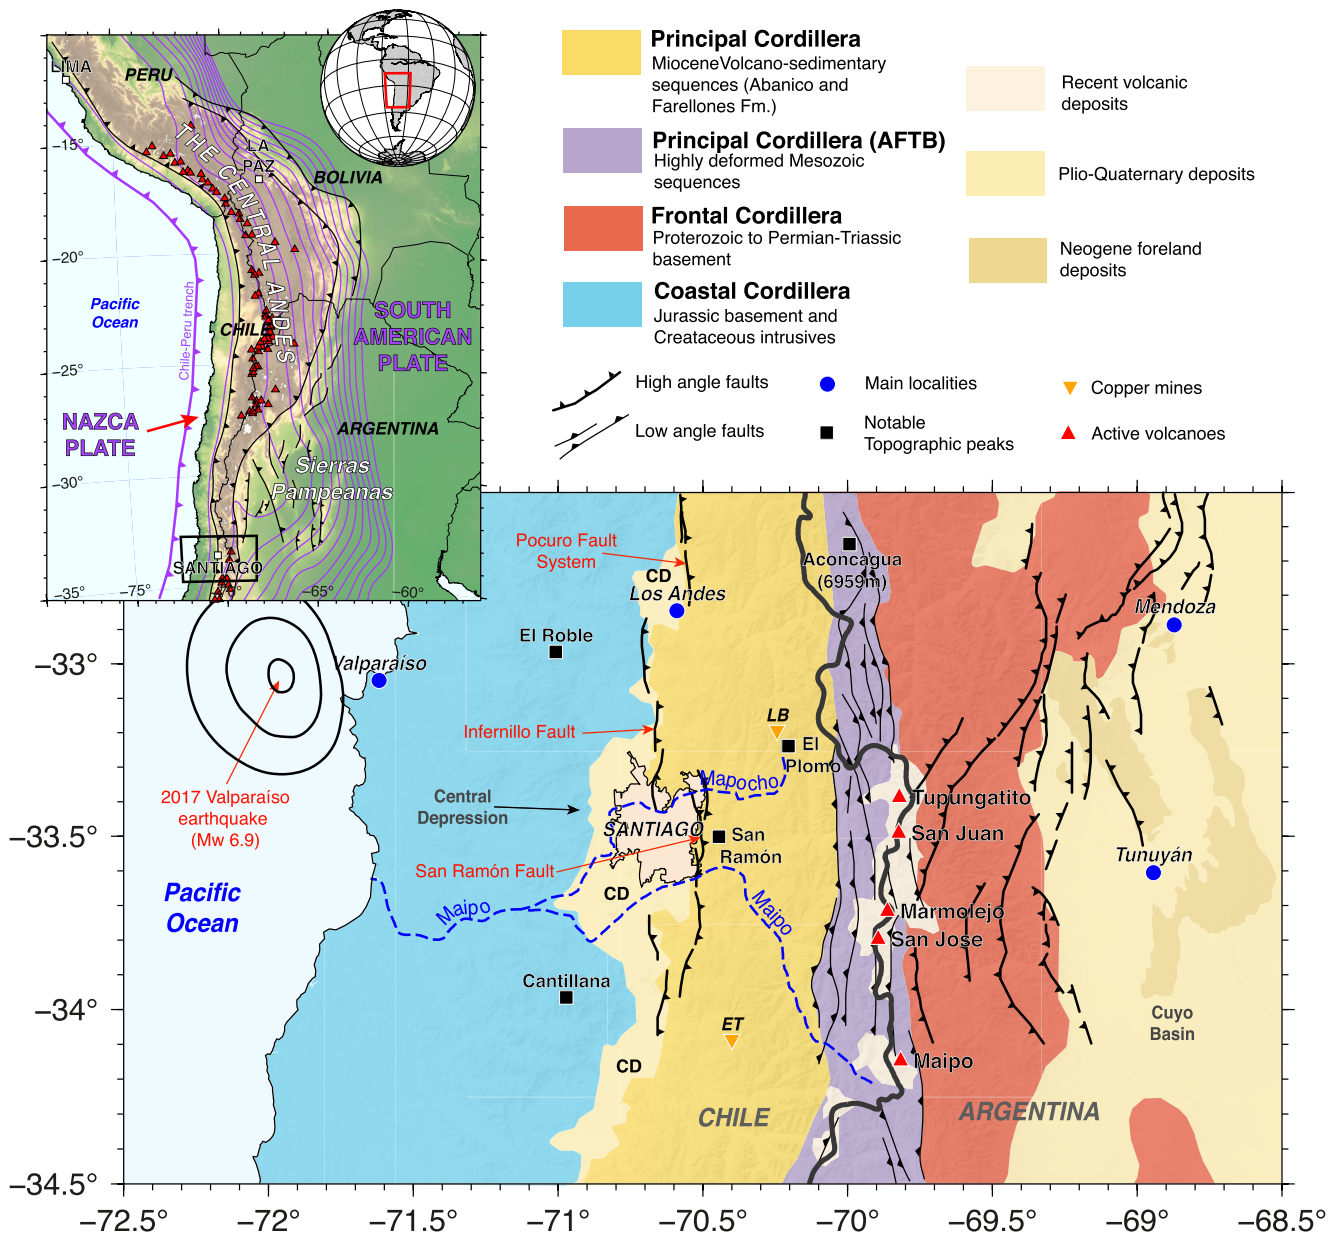 LIMA
PERU
THE CENTRAL ANDES
LA
PAZ
BOLIVIA
−15°
−20°
−25°
−30°
−35°
−75°
−70°
−65°
−60°
Pacific
Ocean
Chile-Peru trench
CHILE
SOUTH
AMERICAN
PLATE
NAZCA
PLATE
ARGENTINA
Sierras
Pampeanas
SANTIAGO
Principal Cordillera
MioceneVolcano-sedimentary
sequences (Abanico and
Farellones Fm.)
Principal Cordillera (AFTB)
Highly deformed Mesozoic
sequences
Frontal Cordillera
Proterozoic to Permian-Triassic
basement
Coastal Cordillera
Jurassic basement and
Creataceous intrusives
Recent volcanic
deposits
Plio-Quaternary deposits
Neogene foreland
deposits
High angle faults
Low angle faults
Main localities
Notable
Topographic peaks
Copper mines
Active volcanoes
Pocuro Fault
System
CD
Los Andes
Aconcagua
(6959m)
Mendoza
El Roble
Valparaíso
Infernillo Fault
LB
El
Plomo
Mapocho
2017 Valparaíso
earthquake
(Mw 6.9)
Central
Depression
SANTIAGO
San
Ramón
San Ramón Fault
Tupungatito
San Juan
Tunuyán
Pacific
Ocean
CD
Maipo
Maipo
Marmolejo
San Jose
Cantillana
ET
Cuyo
Basin
CD
Maipo
CHILE
ARGENTINA
−33°
−33.5°
−34°
−34.5°
−72.5°
−72°
−71.5°
−71°
−70.5°
−70°
−69.5°
−69°
−68.5°